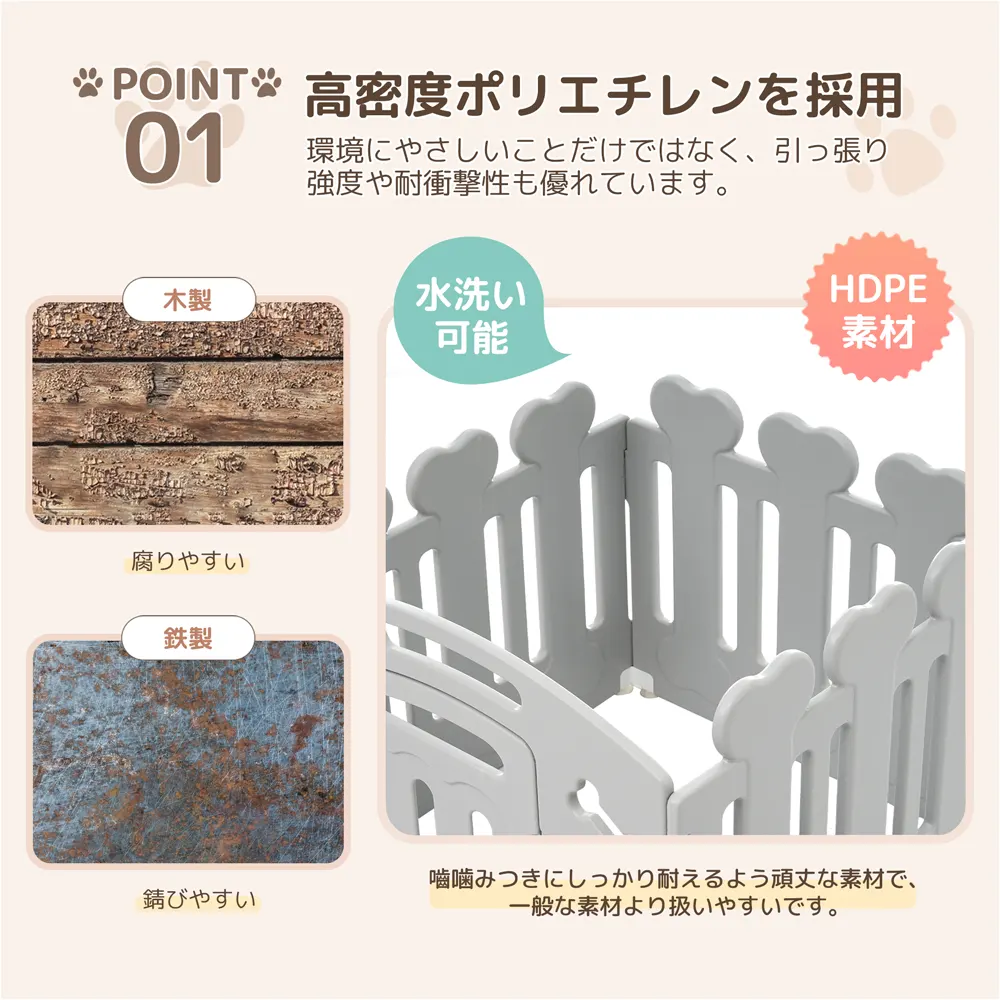 POINT
01
高密度ポリエチレンを採用
環境にやさしいことだけではなく、引っ張り
強度や耐衝撃性も優れています。
水洗い
可能
HDPE
素材
木製
腐りやすい
鉄製
錆びやすい
嚙噛みつきにしっかり耐えるよう頑丈な素材で、
一般な素材より扱いやすいです。